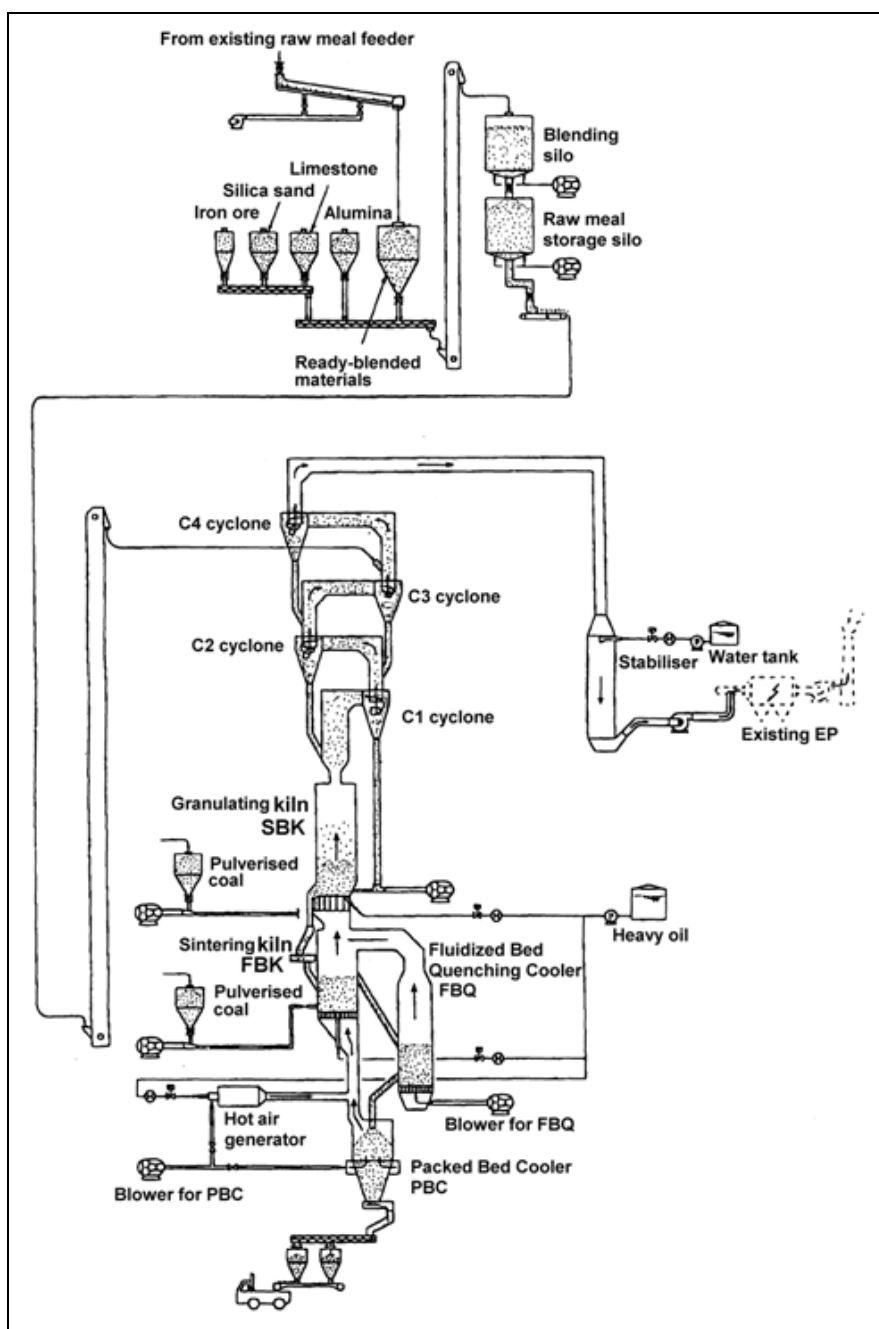 From existing raw meal feeder
Blending
silo
Limestone
Silica sand
Iron ore
Alumina
Raw meal
storage silo
Ready-blended
materials
C4 cyclone
C3 cyclone
C2 cyclone
Stabiliser
Water tank
C1 cyclone
Existing EP
Granulating kiln
SBK
Pulverised
coal
Heavy oil
Sintering kiln
FBK
Fluidized Bed
Quenching Cooler
FBQ
Pulverised
coal
Hot air
generator
Blower for FBQ
Packed Bed Cooler
PBC
Blower for PBC